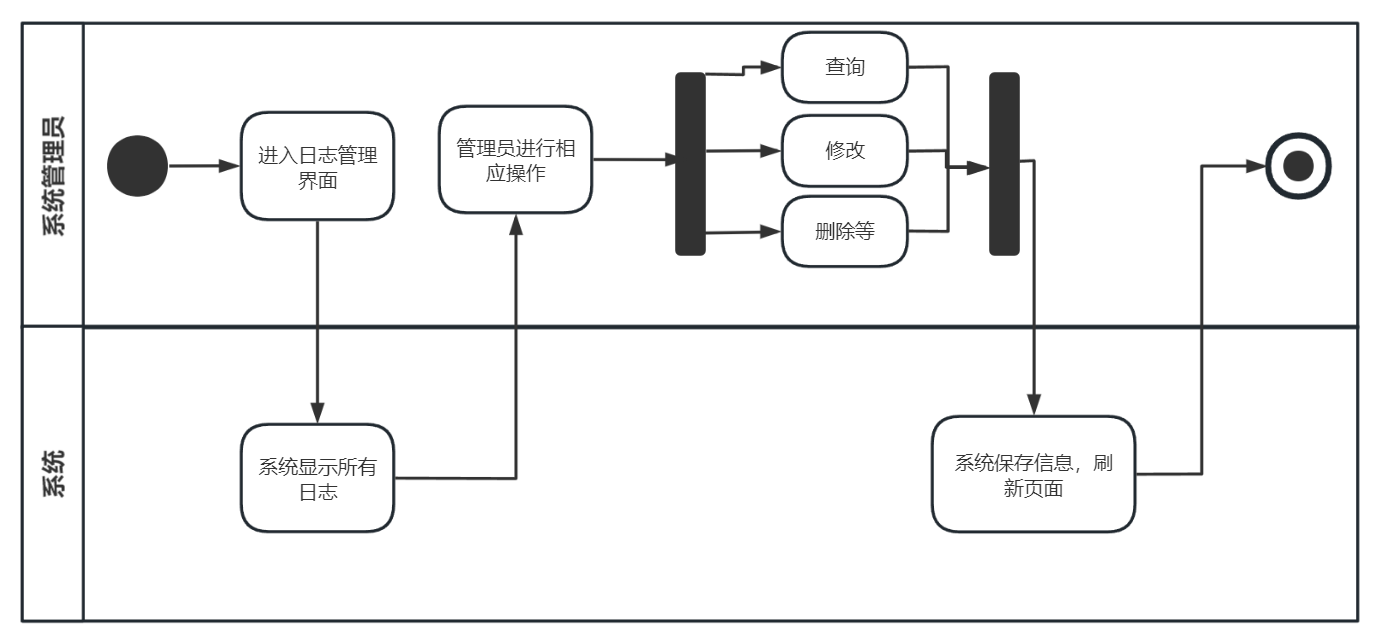 系统管理员
进入日志管理
界面
管理员进行相
应操作
查询
修改
删除等
系统
系统显示所有
日志
系统保存信息，刷
新页面